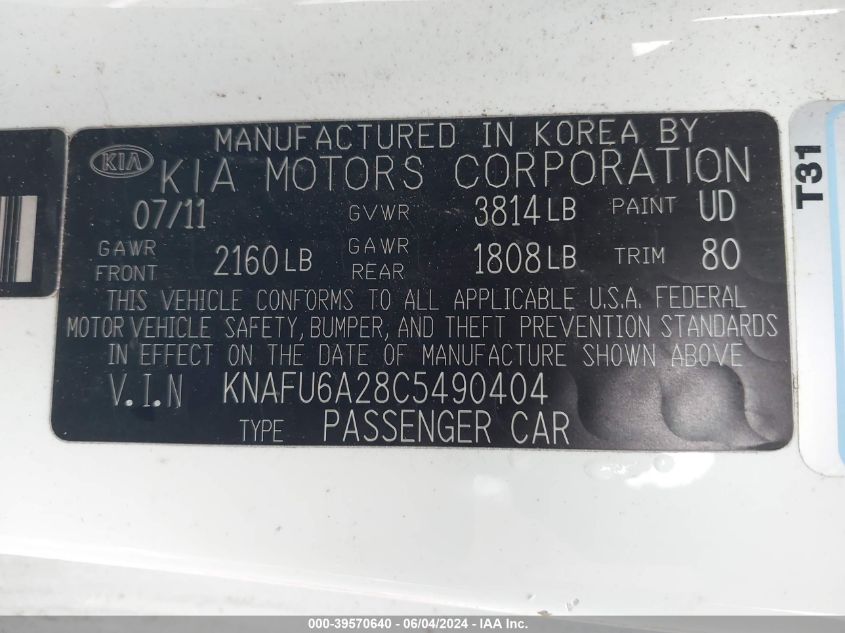 MANUFACTURED IN KOREA BY
KIA KIA MOTORS CORPORATION
07/11 GVWR 3814LB PAINT UD
GAWR FRONT 2160LB GAWR REAR 1808LB TRIM 80
THIS VEHICLE CONFORMS TO ALL APPLICABLE U.S.A. FEDERAL
MOTOR VEHICLE SAFETY, BUMPER, AND THEFT PREVENTION STANDARDS
IN EFFECT ON THE DATE OF MANUFACTURE SHOWN ABOVE
V.I.N KNAFU6A28C5490404
TYPE PASSENGER CAR
T31
000-39570640 - 06/04/2024 - IAA Inc.